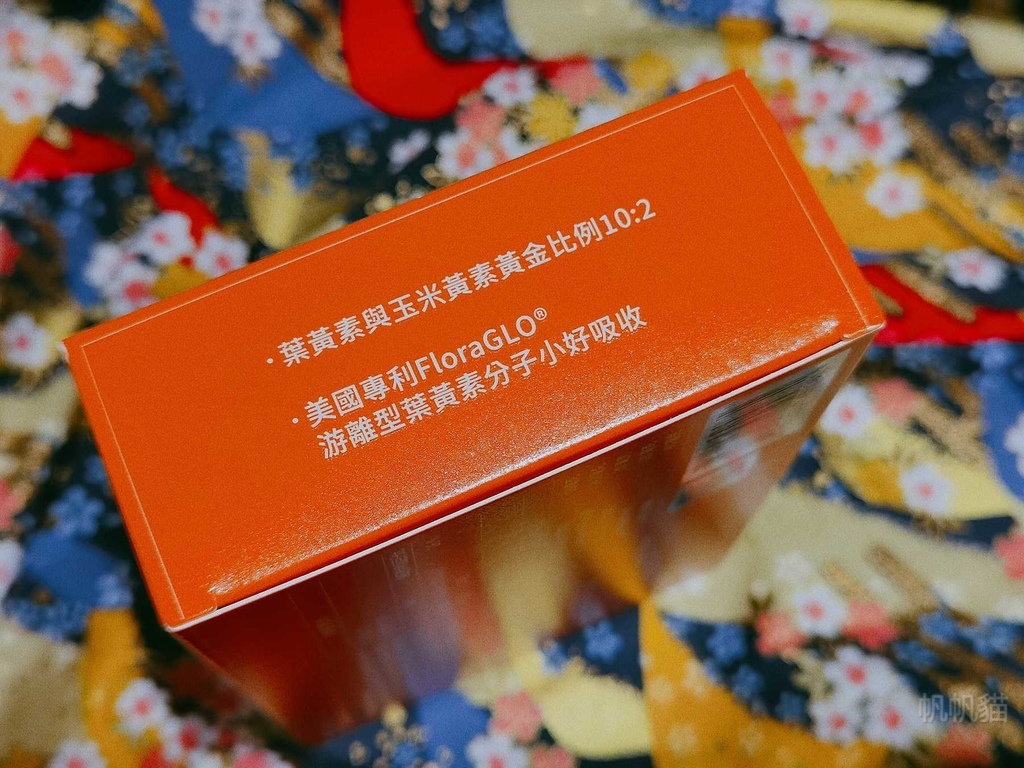 ・葉黃素與玉米黃素黃金比例10:2
・美國專利FloraGLO®
游離型葉黃素分子小好吸收
帆帆貓